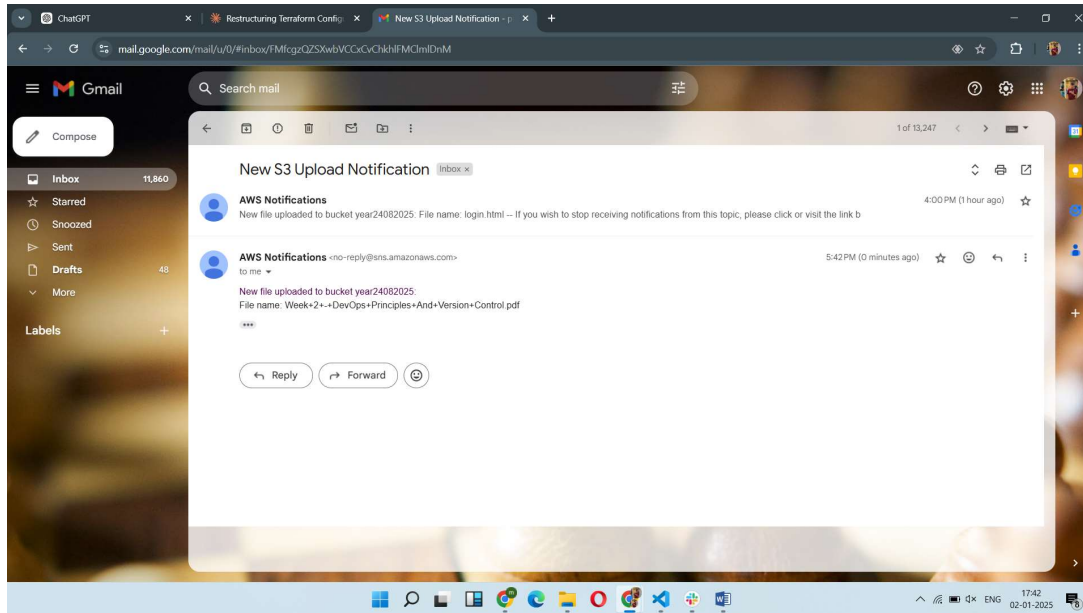 ChatGPT
Restructuring Terraform Config
New S3 Upload Notification - p
mail.google.com/mail/u/0/#inbox/FMfcgzQZSXwbVCCxCvChkhlFMClmlDnM
Gmail
Search mail
Compose
1 of 13,247
Inbox 11,860
Starred
Snoozed
Sent
Drafts 48
More
Labels
New S3 Upload Notification Inbox x
AWS Notifications 4:00 PM (1 hour ago)
New file uploaded to bucket year24082025: File name: login.html -- If you wish to stop receiving notifications from this topic, please click or visit the link b
AWS Notifications <no-reply@sns.amazonaws.com> 5:42 PM (0 minutes ago)
to me
New file uploaded to bucket year24082025:
File name: Week+2+-+DevOps+Principles+And+Version+Control.pdf
Reply Forward
ENG 17:42
02-01-2025